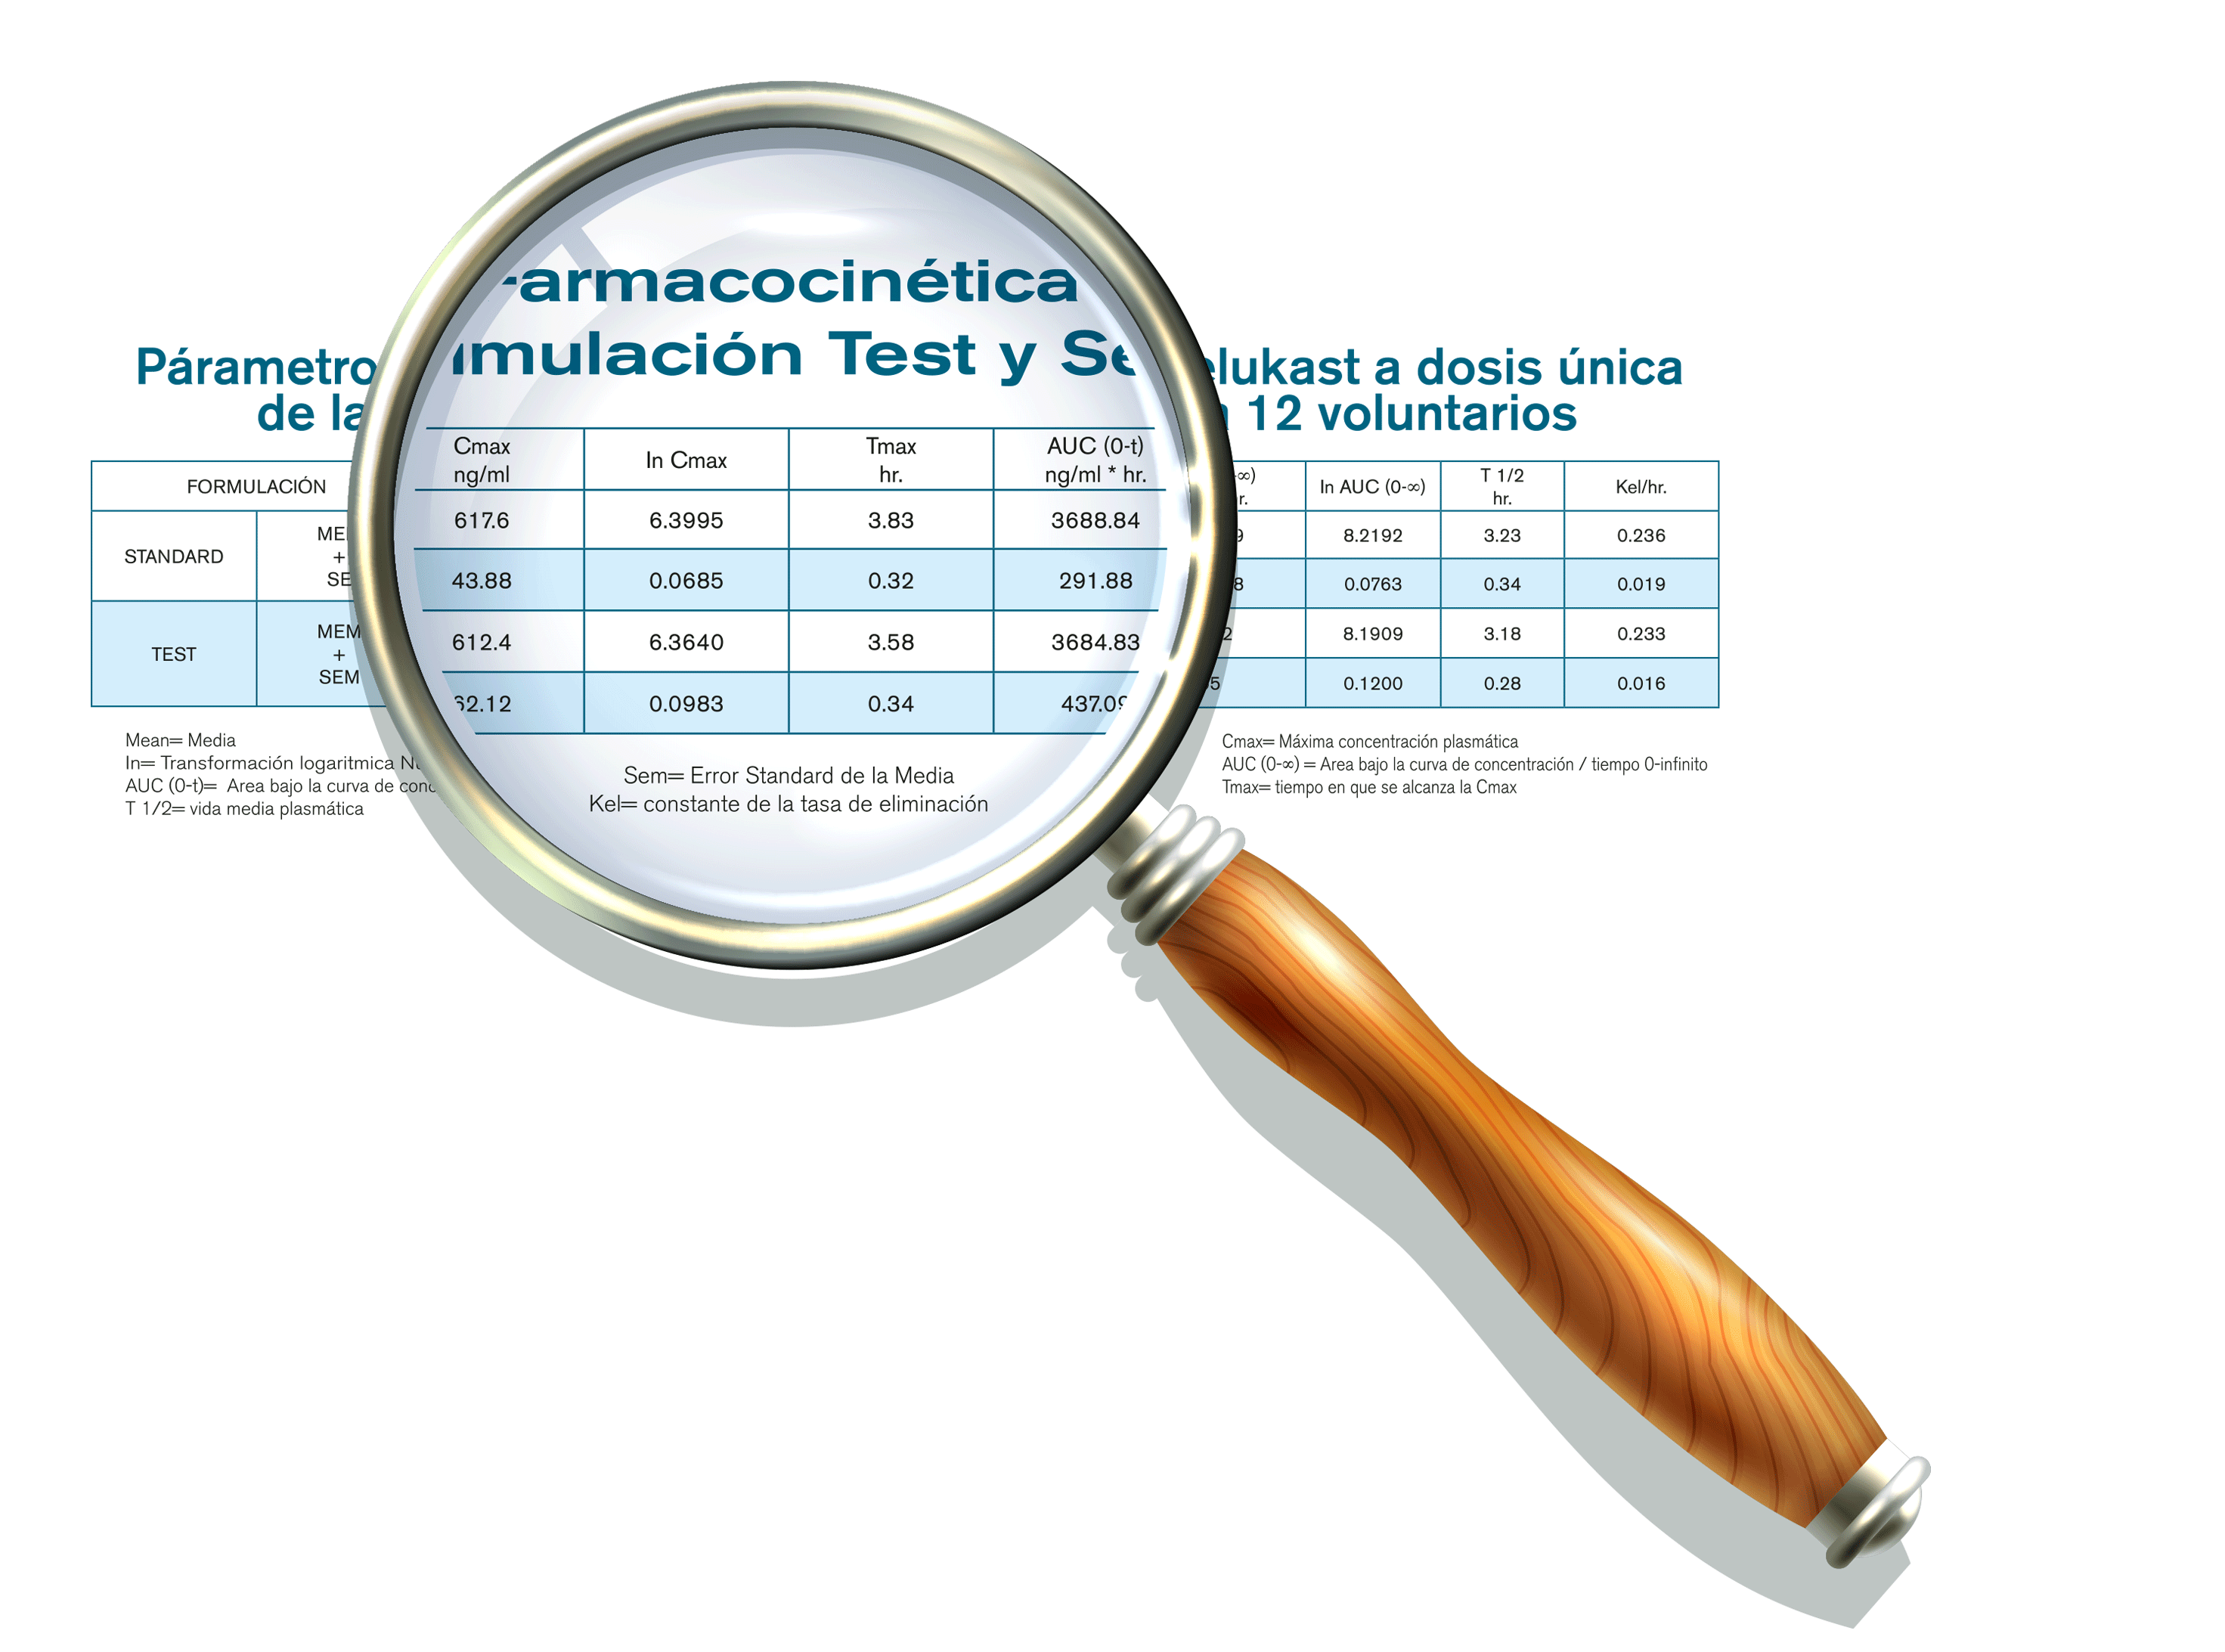 armacocinética
mulación Test y
Párametro
elukast a dosis única
de la
12 voluntarios
FORMULACIÓN
Cmax ng/ml
In Cmax
Tmax hr.
AUC (0-t) ng/ml * hr.
In AUC (0-∞)
T 1/2 hr.
Kel/hr.
STANDARD
+
617.6 6.3995 3.83 3688.84 8.2192 3.23 0.236
43.88 0.0685 0.32 291.88 0.0763 0.34 0.019
TEST
+
SEM
612.4 6.3640 3.58 3684.83 8.1909 3.18 0.233
62.12 0.0983 0.34 437.09 0.1200 0.28 0.016
Mean= Media
In= Transformación logaritmica
AUC (0-t)= Area bajo la curva de
T 1/2= vida media plasmática
Sem= Error Standard de la Media
Kel= constante de la tasa de eliminación
Cmax= Máxima concentración plasmática
AUC (0-∞) = Area bajo la curva de concentración / tiempo 0-infinito
Tmax= tiempo en que se alcanza la Cmax